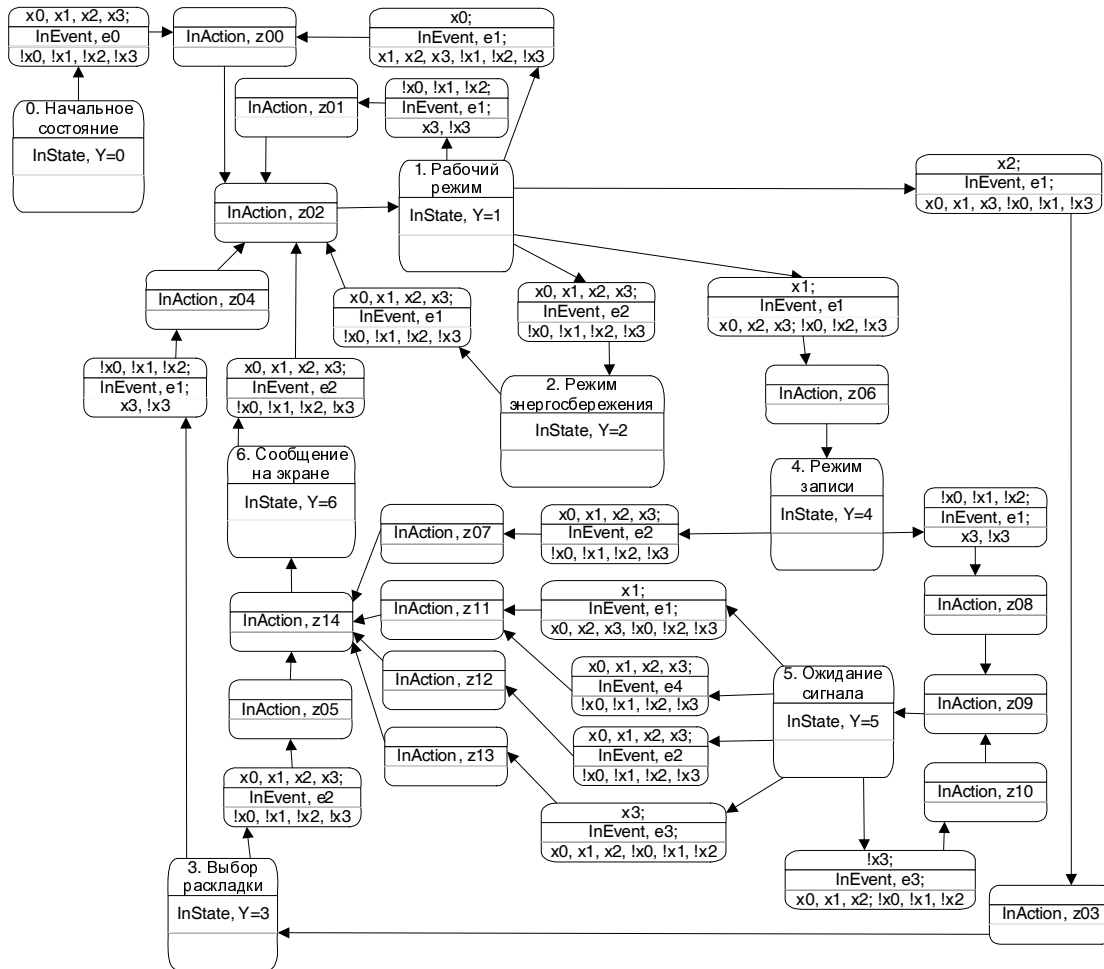 x0, x1, x2, x3;
InEvent, e0
!x0, !x1, !x2, !x3
InAction, z00
x0;
InEvent, e1;
x1, x2, x3, !x1, !x2, !x3
0. Начальное
состояние
InState, Y=0
InAction, z01
!x0, !x1, !x2;
InEvent, e1;
x3, !x3
1. Рабочий
режим
InState, Y=1
x2;
InEvent, e1;
x0, x1, x3, !x0, !x1, !x3
InAction, z02
InAction, z04
x0, x1, x2, x3;
InEvent, e1
!x0, !x1, !x2, !x3
x0, x1, x2, x3;
InEvent, e2
!x0, !x1, !x2, !x3
x1;
InEvent, e1
x0, x2, x3; !x0, !x2, !x3
!x0, !x1, !x2;
InEvent, e1;
x3, !x3
x0, x1, x2, x3;
InEvent, e2
!x0, !x1, !x2, !x3
2. Режим
энергосбережения
InState, Y=2
InAction, z06
6. Сообщение
на экране
InState, Y=6
4. Режим
записи
InState, Y=4
InAction, z07
x0, x1, x2, x3;
InEvent, e2
!x0, !x1, !x2, !x3
!x0, !x1, !x2;
InEvent, e1;
x3, !x3
InAction, z14
InAction, z11
x1;
InEvent, e1;
x0, x2, x3, !x0, !x2, !x3
InAction, z08
InAction, z12
x0, x1, x2, x3;
InEvent, e4
!x0, !x1, !x2, !x3
5. Ожидание
сигнала
InState, Y=5
InAction, z09
InAction, z05
InAction, z13
x0, x1, x2, x3;
InEvent, e2
!x0, !x1, !x2, !x3
InAction, z10
x0, x1, x2, x3;
InEvent, e2
!x0, !x1, !x2, !x3
x3;
InEvent, e3;
x0, x1, x2, !x0, !x1, !x2
!x3;
InEvent, e3;
x0, x1, x2; !x0, !x1, !x2
3. Выбор
раскладки
InState, Y=3
InAction, z03